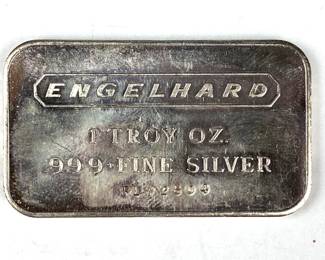 ENGELHARD
1 TROY OZ.
999+FINE SILVER